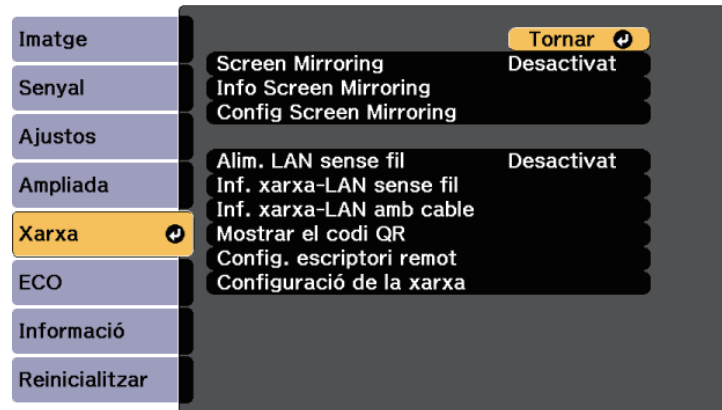 Imatge
Senyal
Ajustos
Ampliada
Xarxa
ECO
Informació
Reinicialitzar
Tornar
Screen Mirroring Desactivat
Info Screen Mirroring
Config Screen Mirroring
Alim. LAN sense fil Desactivat
Inf. xarxa-LAN sense fil
Inf. xarxa-LAN amb cable
Mostrar el codi QR
Config. escriptori remot
Configuració de la xarxa